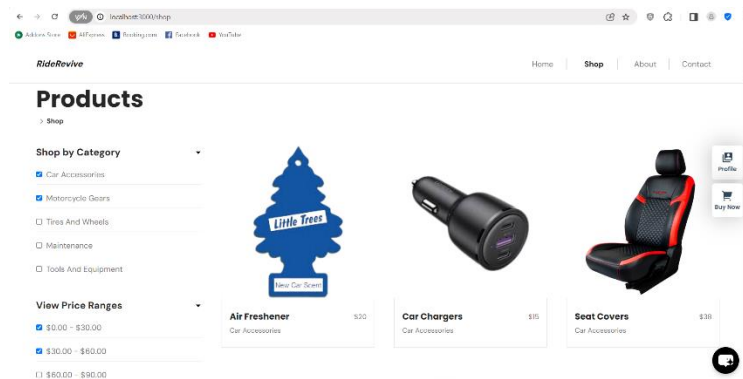 VPN localhost:3000/shop
Addons Store AliExpress Booking.com Facebook YouTube
RideRevive
Home Shop About Contact
Products
> Shop
Shop by Category
Car Accessories
Motorcycle Gears
Tires And Wheels
Maintenance
Tools And Equipment
View Price Ranges
$0.00 - $30.00
$30.00 - $60.00
$60.00 - $90.00
Little Trees
New Car Scent
Air Freshener $20
Car Accessories
Car Chargers $15
Car Accessories
Seat Covers $38
Car Accessories
Profile
Buy Now